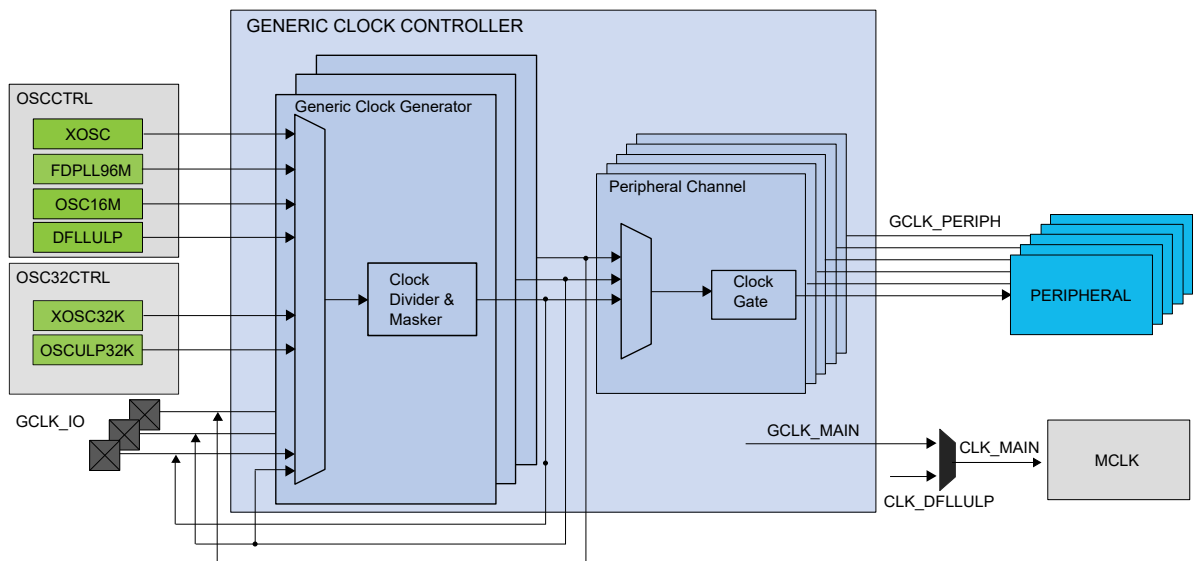 GENERIC CLOCK CONTROLLER
OSCCTRL
XOSC
FDPLL96M
OSC16M
DFLLULP
OSC32CTRL
XOSC32K
OSCULP32K
GCLK_IO
Generic Clock Generator
Clock
Divider &
Masker
Peripheral Channel
Clock
Gate
GCLK_PERIPH
PERIPHERAL
GCLK_MAIN
CLK_DFLLULP
CLK_MAIN
MCLK